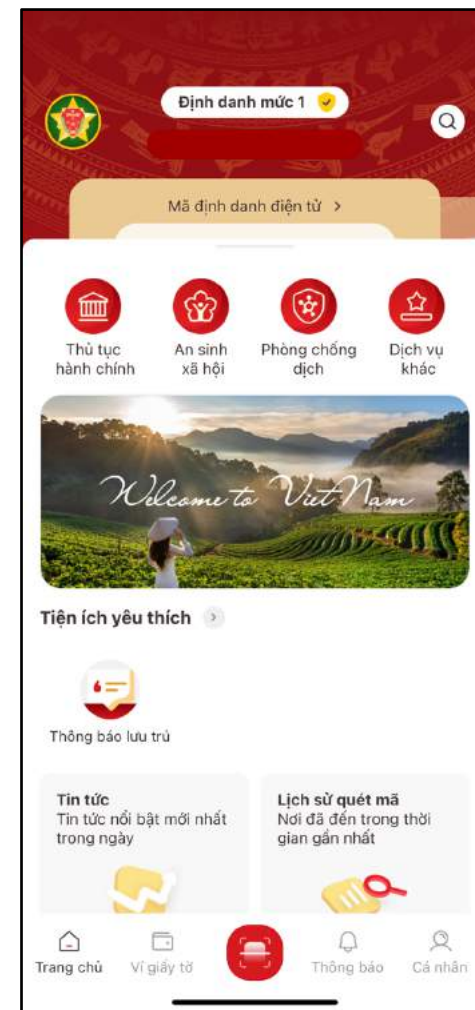 Định danh mức 1
Mã định danh điện tử >
Thủ tục
hành chính
An sinh
xã hội
Phòng chống
dịch
Dịch vụ
khác
Welcome to Viet Nam
Tiện ích yêu thích >
Thông báo lưu trú
Tin tức
Tin tức nổi bật mới nhất
trong ngày
Lịch sử quét mã
Nơi đã đến trong thời
gian gần nhất
Trang chủ
Ví giấy tờ
Thông báo
Cá nhân